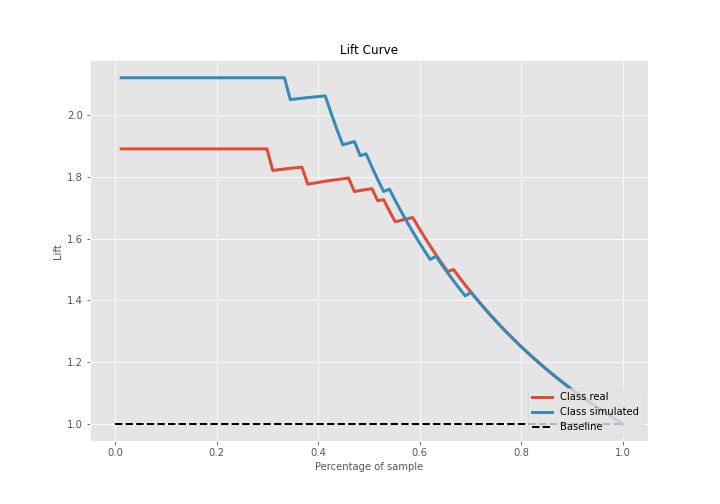 Lift Curve
Lift
2.0
1.8
1.6
1.4
1.2
1.0
0.0
0.2
0.4
0.6
0.8
1.0
Percentage of sample
Class real
Class simulated
Baseline